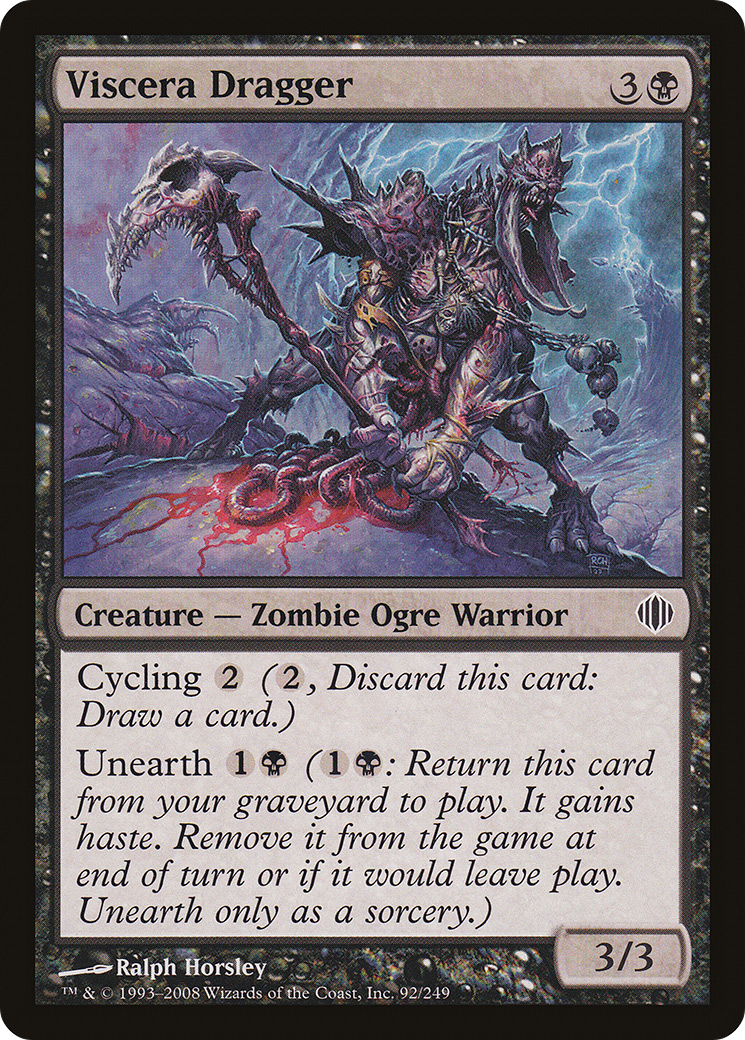 Viscera Dragger 3
Creature — Zombie Ogre Warrior
Cycling 2 (2, Discard this card:
Draw a card.)
Unearth 1 (1 : Return this card
from your graveyard to play. It gains
haste. Remove it from the game at
end of turn or if it would leave play.
Unearth only as a sorcery.)
3/3
Ralph Horsley
™ & © 1993–2008 Wizards of the Coast, Inc. 92/249